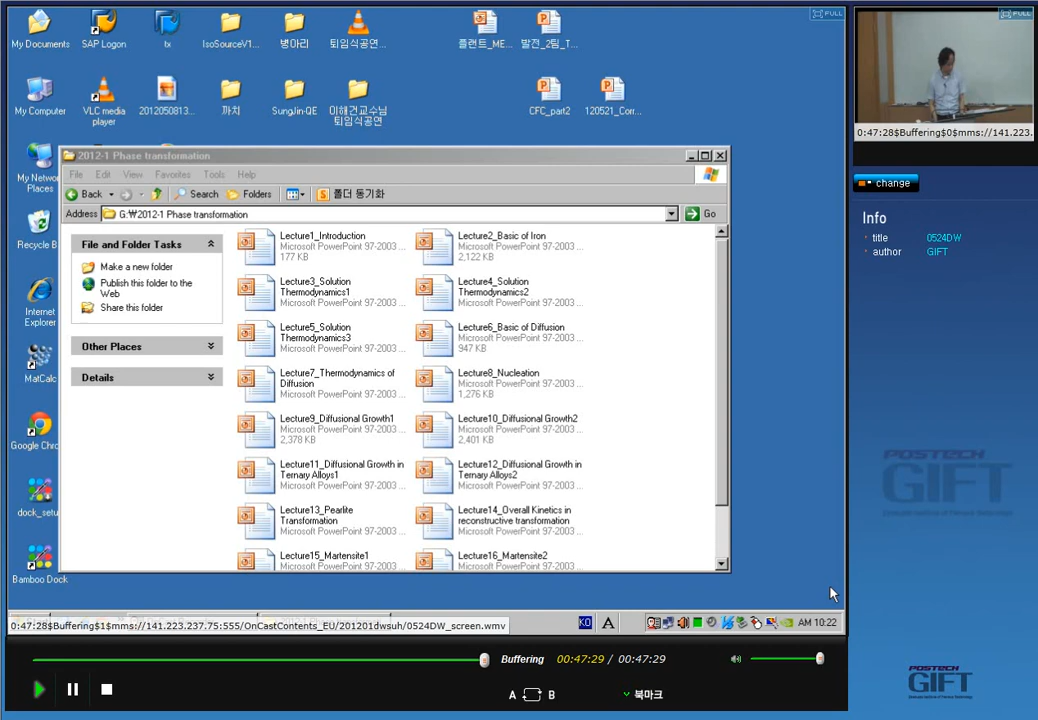 My Documents
SAP Logon
tx
IsoSourceV1...
병아리
퇴임식공연...
플랜트_ME...
발전_2팀_T...
FULL
FULL
My Computer
VLC media
player
2012050813...
까치
SungJin-QE
이해건교수님
퇴임식공연
CFC_part2
120521_Corr...
0:47:28$Buffering$0$mms://141.223.
My Netwo
Places
Recycle B
Internet
Explorer
MatCalc
Google Chro
dock_setu
Bamboo Dock
2012-1 Phase transformation
File Edit View Favorites Tools Help
Back Search Folders S 폴더 동기화
Address G:\2012-1 Phase transformation Go
File and Folder Tasks
Make a new folder
Publish this folder to the
Web
Share this folder
Other Places
Details
Lecture1_Introduction
Microsoft PowerPoint 97-2003 ...
177 KB
Lecture2_Basic of Iron
Microsoft PowerPoint 97-2003 ...
2,122 KB
Lecture3_Solution
Thermodynamics1
Microsoft PowerPoint 97-2003 ...
Lecture4_Solution
Thermodynamics2
Microsoft PowerPoint 97-2003 ...
Lecture5_Solution
Thermodynamics3
Microsoft PowerPoint 97-2003 ...
Lecture6_Basic of Diffusion
Microsoft PowerPoint 97-2003 ...
947 KB
Lecture7_Thermodynamics of
Diffusion
Microsoft PowerPoint 97-2003 ...
Lecture8_Nucleation
Microsoft PowerPoint 97-2003 ...
1,276 KB
Lecture9_Diffusional Growth1
Microsoft PowerPoint 97-2003 ...
2,378 KB
Lecture10_Diffusional Growth2
Microsoft PowerPoint 97-2003 ...
2,401 KB
Lecture11_Diffusional Growth in
Ternary Alloys1
Microsoft PowerPoint 97-2003 ...
Lecture12_Diffusional Growth in
Ternary Alloys2
Microsoft PowerPoint 97-2003 ...
Lecture13_Pearlite
Transformation
Microsoft PowerPoint 97-2003 ...
Lecture14_Overall Kinetics in
reconstructive transformation
Microsoft PowerPoint 97-2003 ...
Lecture15_Martensite1
Microsoft PowerPoint 97-2003 ...
Lecture16_Martensite2
Microsoft PowerPoint 97-2003 ...
0:47:28$Buffering$1$mms://141.223.237.75:555/OnCastContents_EU/201201dwsuh/0524DW_screen.wmv
KO A AM 10:22
Buffering 00:47:29 / 00:47:29
A B
북마크
change
Info
title 0524DW
author GIFT
POSTECH
GIFT
POSTECH
GIFT